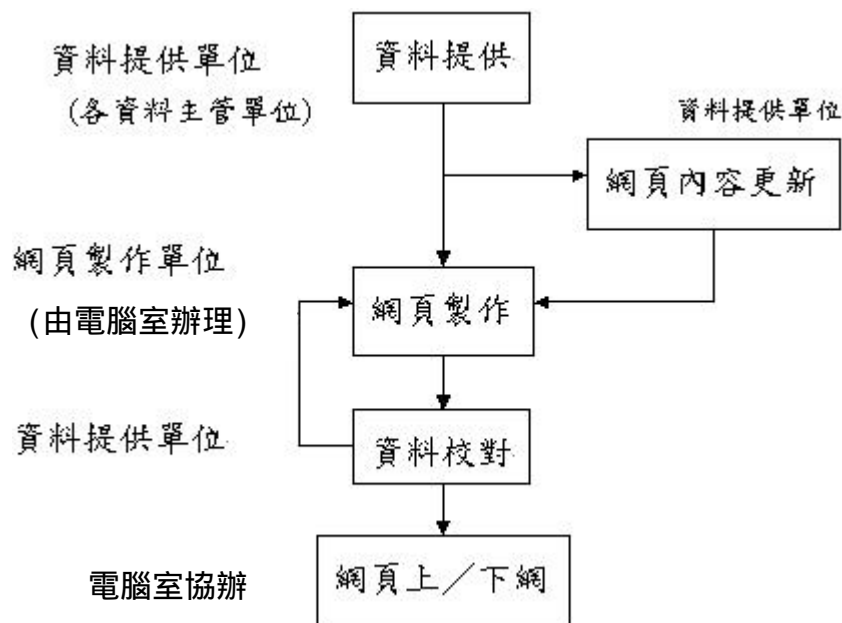 資料提供單位
(各資料主管單位)
資料提供
資料提供單位
網頁內容更新
網頁製作單位
(由電腦室辦理)
網頁製作
資料提供單位
資料校對
電腦室協辦
網頁上／下網